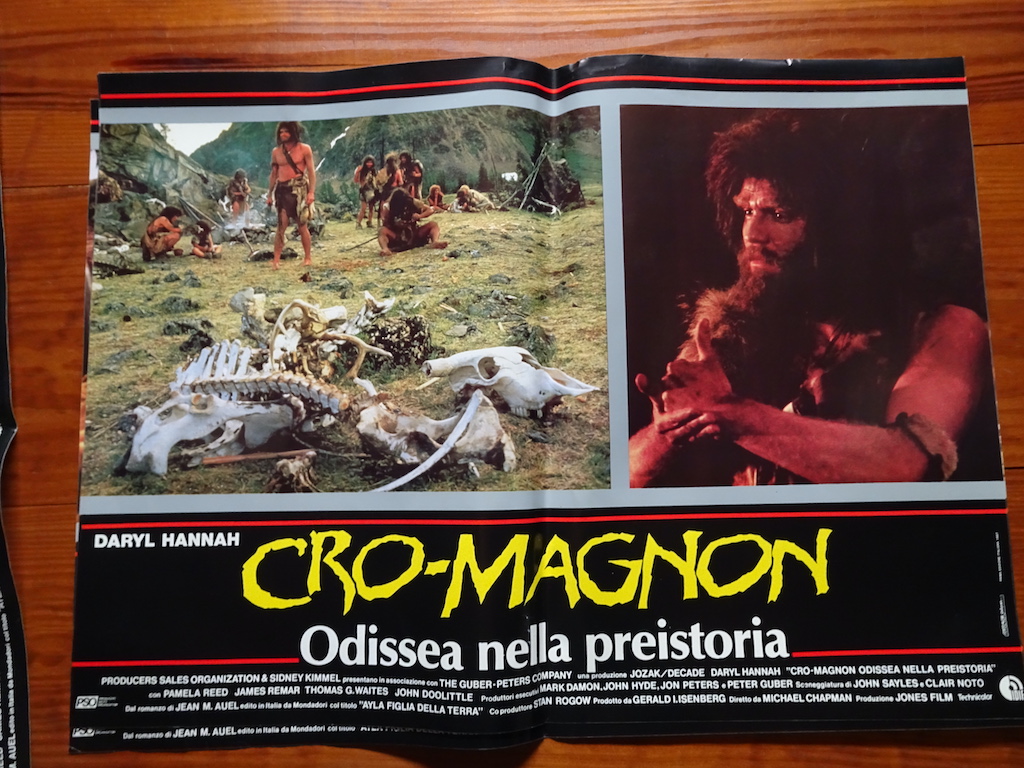 DARYL HANNAH
CRO-MAGNON
Odissea nella preistoria
PRODUCERS SALES ORGANIZATION & SIDNEY KIMMEL presentano in associazione con THE GUBER-PETERS COMPANY una produzione JOZAK/DECADE DARYL HANNAH "CRO-MAGNON ODISSEA NELLA PREISTORIA"
con PAMELA REED JAMES REMAR THOMAS G. WAITES JOHN DOOLITTLE Produttori esecutivi MARK DAMON, JOHN HYDE, JON PETERS e PETER GUBER Sceneggiatura di JOHN SAYLES e CLAIR NOTO
PSO Dal romanzo di JEAN M. AUEL edito in Italia da Mondadori col titolo "AYLA FIGLIA DELLA TERRA" Co produttore STAN ROGOW Prodotto da GERALD I. ISENBERG Diretto da MICHAEL CHAPMAN Produzione JONES FILM Technicolor
PSO Dal romanzo di JEAN M. AUEL edito in Italia da Mondadori col titolo